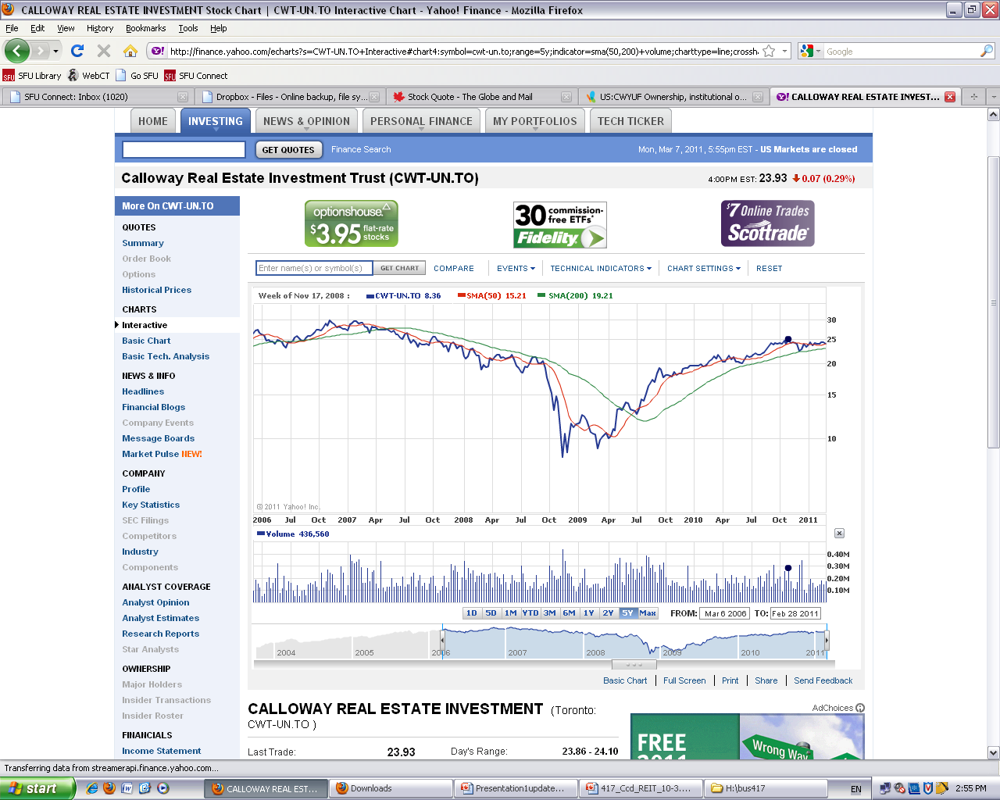 CALLOWAY REAL ESTATE INVESTMENT Stock Chart | CWT-UN.TO Interactive Chart - Yahoo! Finance - Mozilla Firefox
File Edit View History Bookmarks Tools Help
http://finance.yahoo.com/echarts?s=CWT-UN.TO+Interactive#chart4:symbol=cwt-un.to;range=5y;indicator=sma(50,200)+volume;charttype=line;crossh
Google
SFU Library WebCT Go SFU SFU Connect
SFU Connect: Inbox (1020) Dropbox - Files - Online backup, file sy... Stock Quote - The Globe and Mail US:CWYUF Ownership, institutional o... CALLOWAY REAL ESTATE INVEST...
HOME INVESTING NEWS & OPINION PERSONAL FINANCE MY PORTFOLIOS TECH TICKER
GET QUOTES Finance Search Mon, Mar 7, 2011, 5:55pm EST - US Markets are closed
Calloway Real Estate Investment Trust (CWT-UN.TO) 4:00PM EST: 23.93 0.07 (0.29%)
More On CWT-UN.TO
QUOTES
Summary
Order Book
Options
Historical Prices
CHARTS
Interactive
Basic Chart
Basic Tech. Analysis
NEWS & INFO
Headlines
Financial Blogs
Company Events
Message Boards
Market Pulse NEW!
COMPANY
Profile
Key Statistics
SEC Filings
Competitors
Industry
Components
ANALYST COVERAGE
Analyst Opinion
Analyst Estimates
Research Reports
Star Analysts
OWNERSHIP
Major Holders
Insider Transactions
Insider Roster
FINANCIALS
Income Statement
optionshouse
$3.95 flat-rate stocks
30 commission-free ETFs*
Fidelity
$7 Online Trades
Scottrade
Enter name(s) or symbol(s) GET CHART COMPARE EVENTS TECHNICAL INDICATORS CHART SETTINGS RESET
Week of Nov 17, 2008 : CWT-UN.TO 8.36 SMA(50) 15.21 SMA(200) 19.21
30
25
20
15
10
© 2011 Yahoo! Inc.
2006 Jul Oct 2007 Apr Jul Oct 2008 Apr Jul Oct 2009 Apr Jul Oct 2010 Apr Jul Oct 2011
Volume 436,560
0.40M
0.30M
0.20M
0.10M
1D 5D 1M YTD 3M 6M 1Y 2Y 5Y Max FROM: Mar 6 2006 TO: Feb 28 2011
2004 2005 2006 2007 2008 2009 2010 2011
Basic Chart Full Screen Print Share Send Feedback
CALLOWAY REAL ESTATE INVESTMENT (Toronto:
CWT-UN.TO )
Last Trade: 23.93 Day's Range: 23.86 - 24.10
AdChoices
FREE
2011
Wrong Way
Transferring data from streamerapi.finance.yahoo.com...
start CALLOWAY REAL EST... Downloads Presentation1update... 417_Ccd_REIT_10-3.... H:\bus417 EN 2:55 PM